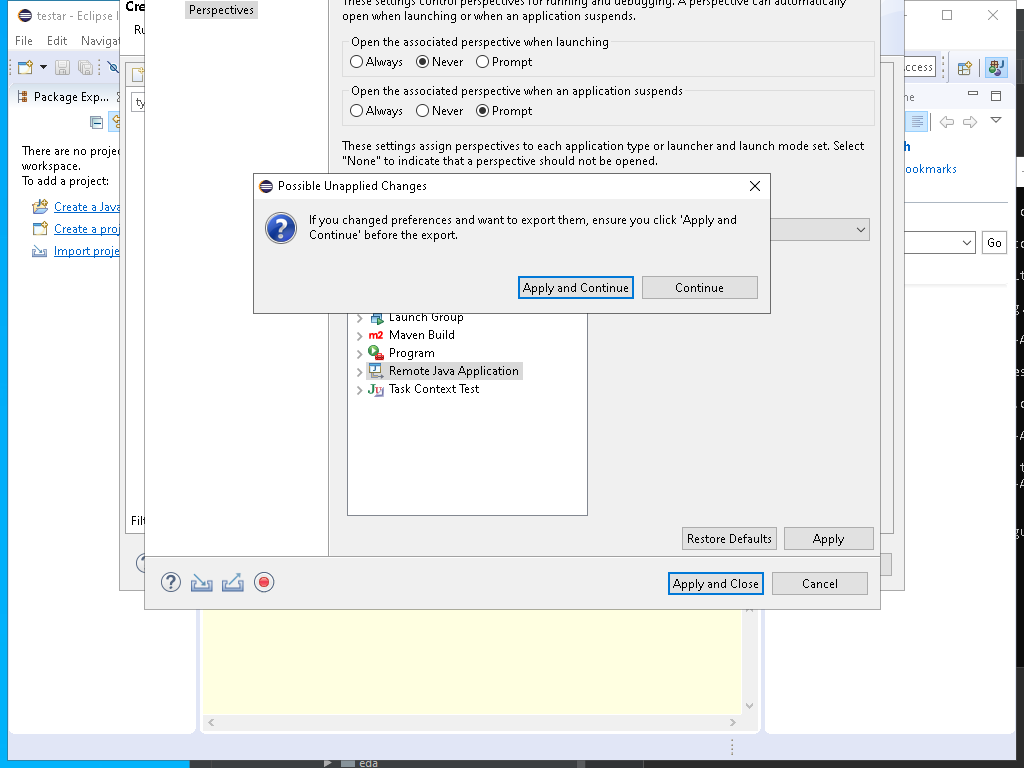 testar - Eclipse I
File Edit Navigat
Package Exp...
There are no proje
workspace.
To add a project:
Create a Java
Create a proj
Import proje
Cre
Ru
ty
Filt
Perspectives
These settings control perspectives for running and debugging. A perspective can automatically
open when launching or when an application suspends.
Open the associated perspective when launching
Always Never Prompt
Open the associated perspective when an application suspends
Always Never Prompt
These settings assign perspectives to each application type or launcher and launch mode set. Select
"None" to indicate that a perspective should not be opened.
Possible Unapplied Changes
If you changed preferences and want to export them, ensure you click 'Apply and
Continue' before the export.
Apply and Continue Continue
Launch Group
m2 Maven Build
Program
Remote Java Application
Task Context Test
Restore Defaults Apply
Apply and Close Cancel
ccess
ne
h
ookmarks
Go
eda